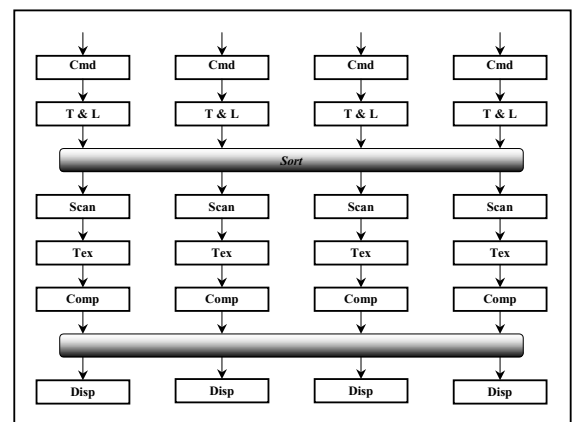 Cmd Cmd Cmd Cmd
T & L T & L T & L T & L
Sort
Scan Scan Scan Scan
Tex Tex Tex Tex
Comp Comp Comp Comp
Disp Disp Disp Disp